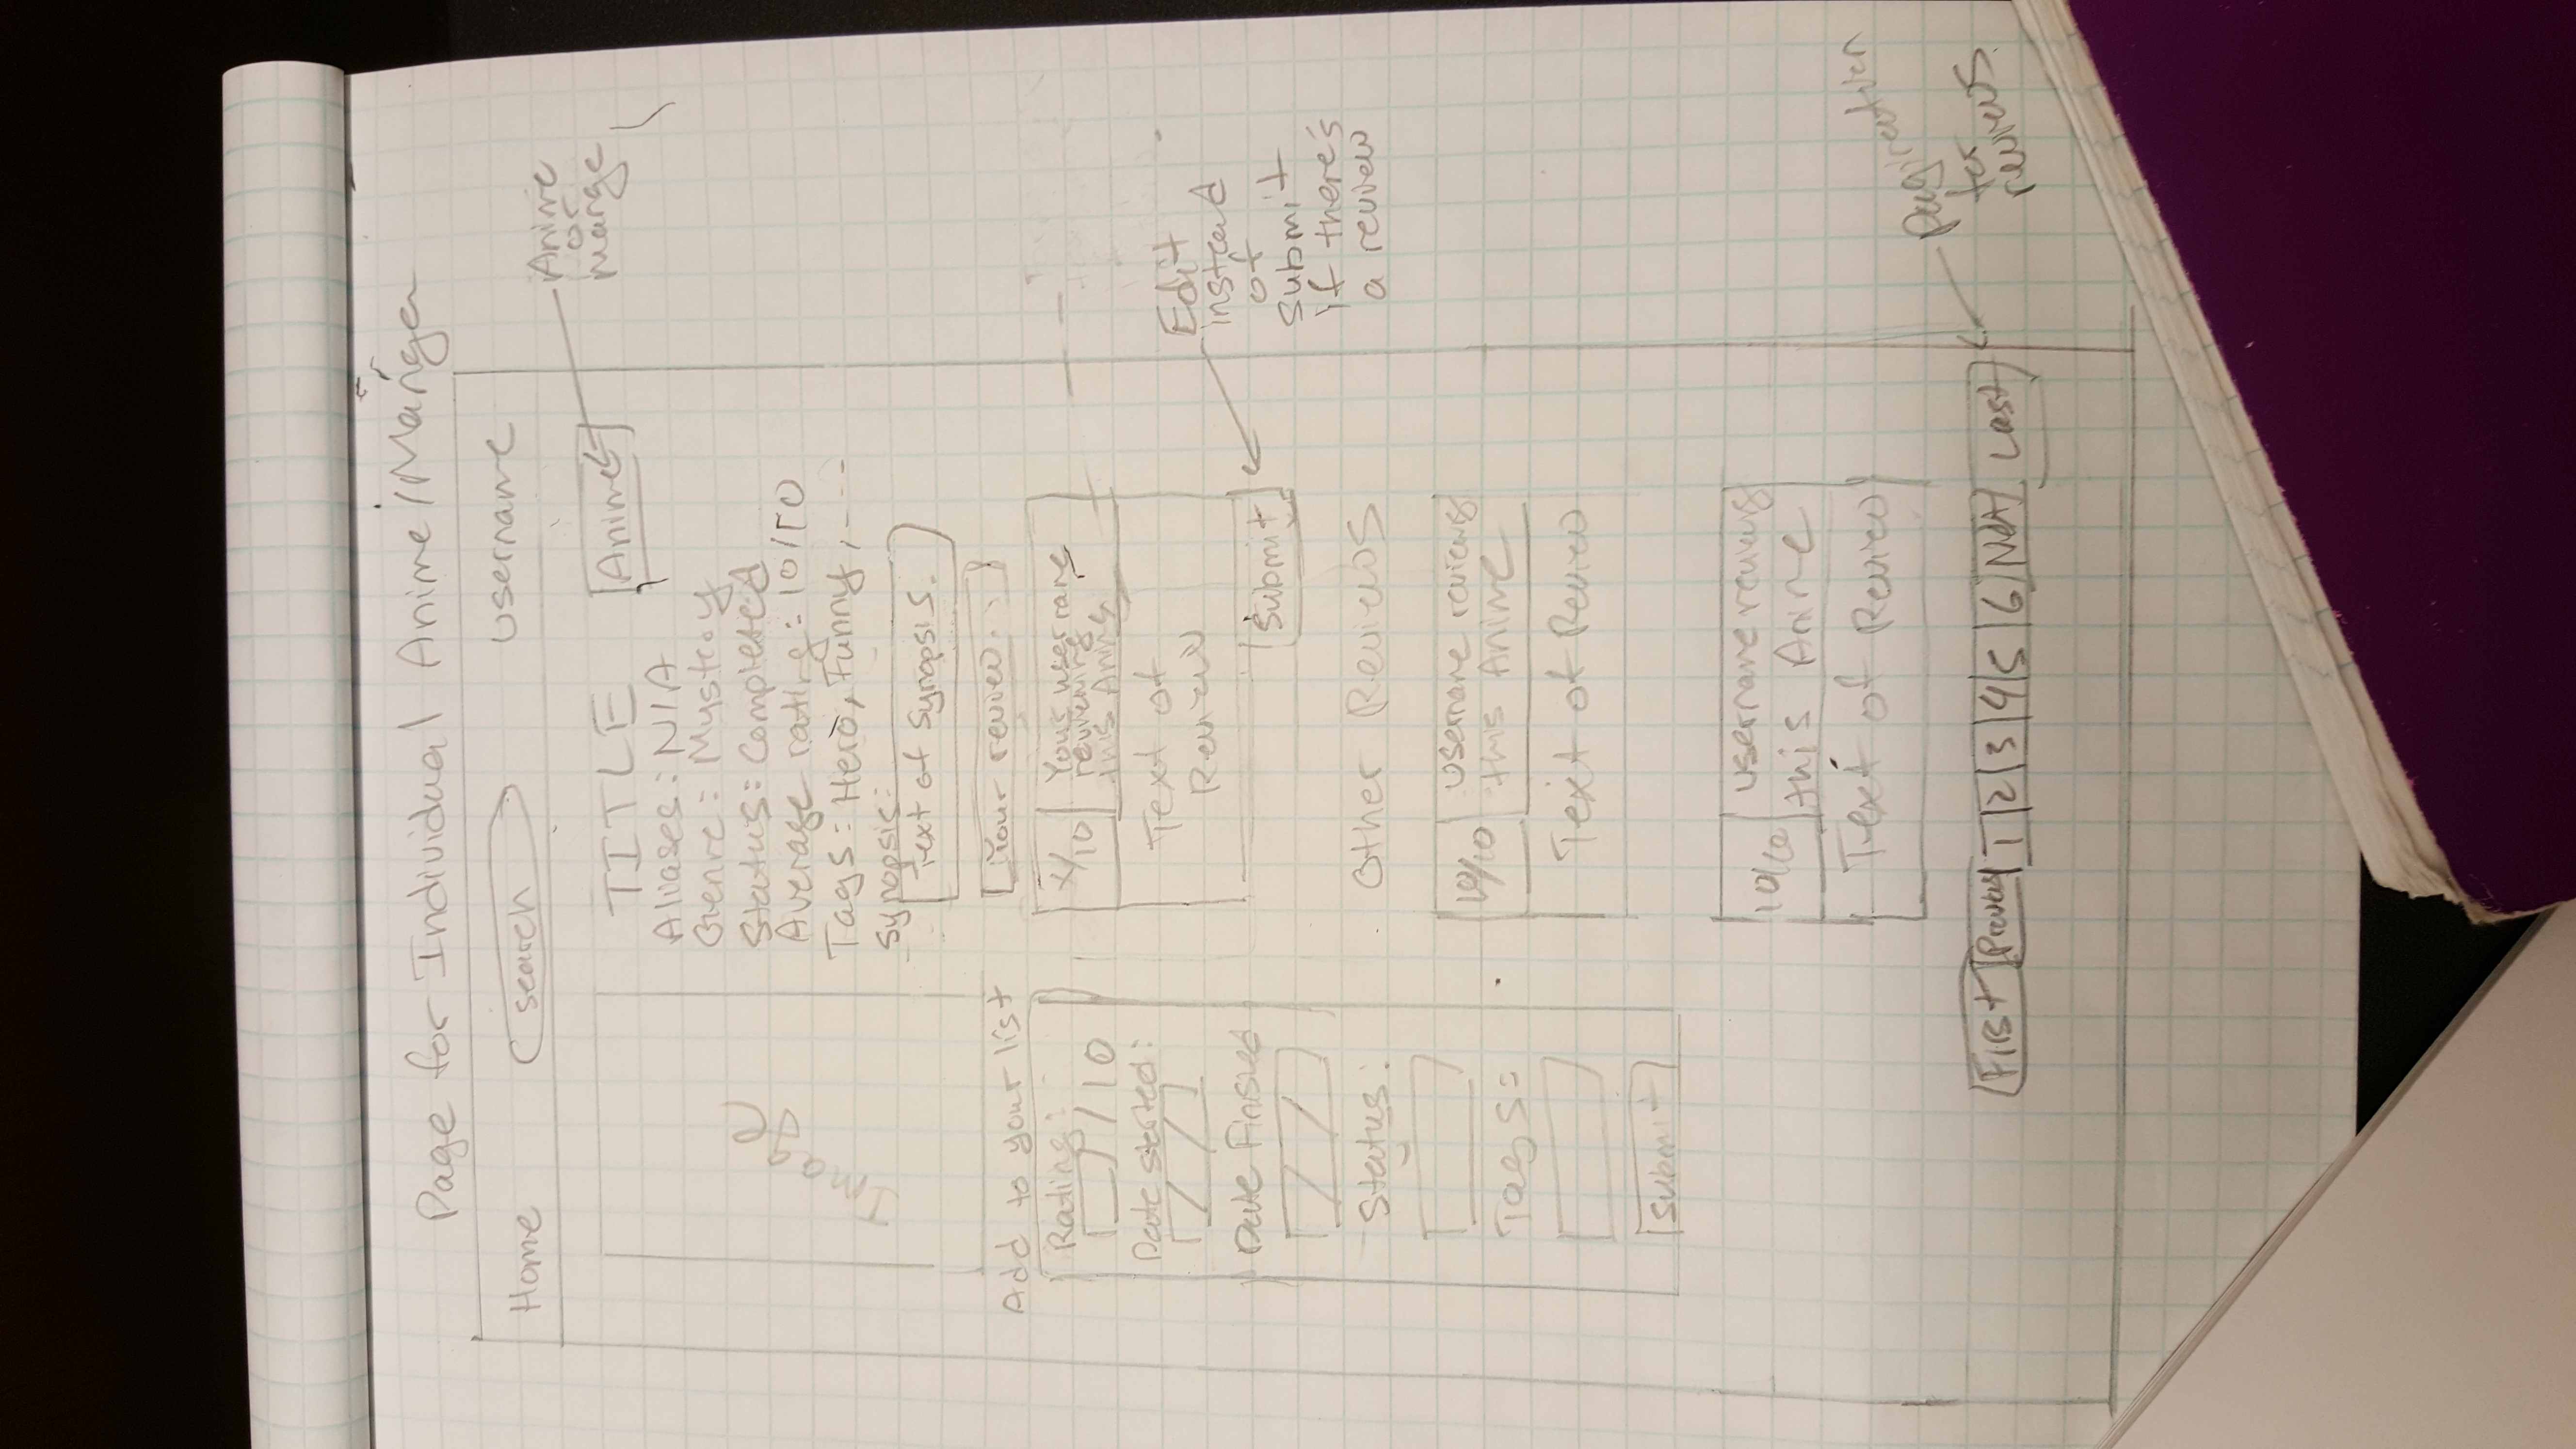 Page for Individual Anime/Manga
Home
search
username
Anime
or
Manga
TITLE
Anime
Aliases: N/A
Genre: Mystery
Status: Completed
Average rating: 10/10
Tags: Hero, Funny, ---
Synopsis:
Text of Synopsis.
Image
Add to your list
Rating:
/10
Date started:
/ /
Date Finished
/ /
Status:
Tags:
Submit
Your review
X/10
Your username
reviewing
this Anime
Text of
Review
Submit
Edit
instead
of
submit
if there's
a review
Other Reviews
10/10
username reviews
this Anime
Text of Review
10/10
username reviews
this Anime
Text of Review
First Previous 1 2 3 4 5 6 Next Last
Pagination
for
reviews